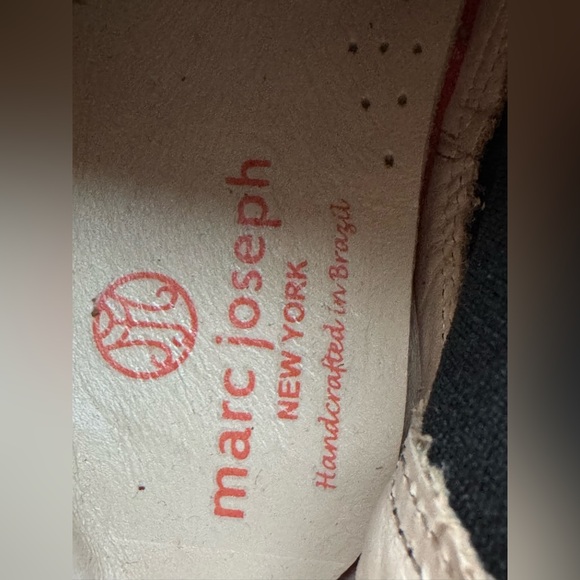 marc joseph
NEW YORK
Handcrafted in Brazil